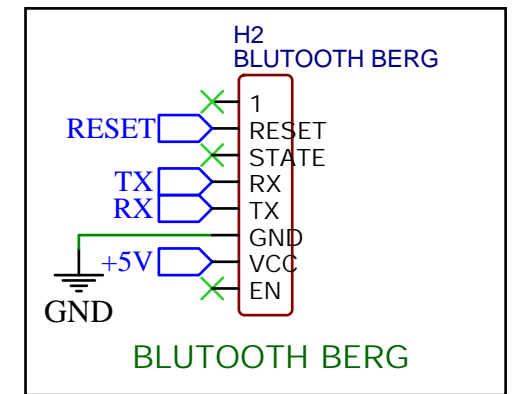 H2
BLUTOOTH BERG
1
RESET RESET
STATE
TX RX
RX TX
GND
+5V VCC
EN
GND
BLUTOOTH BERG